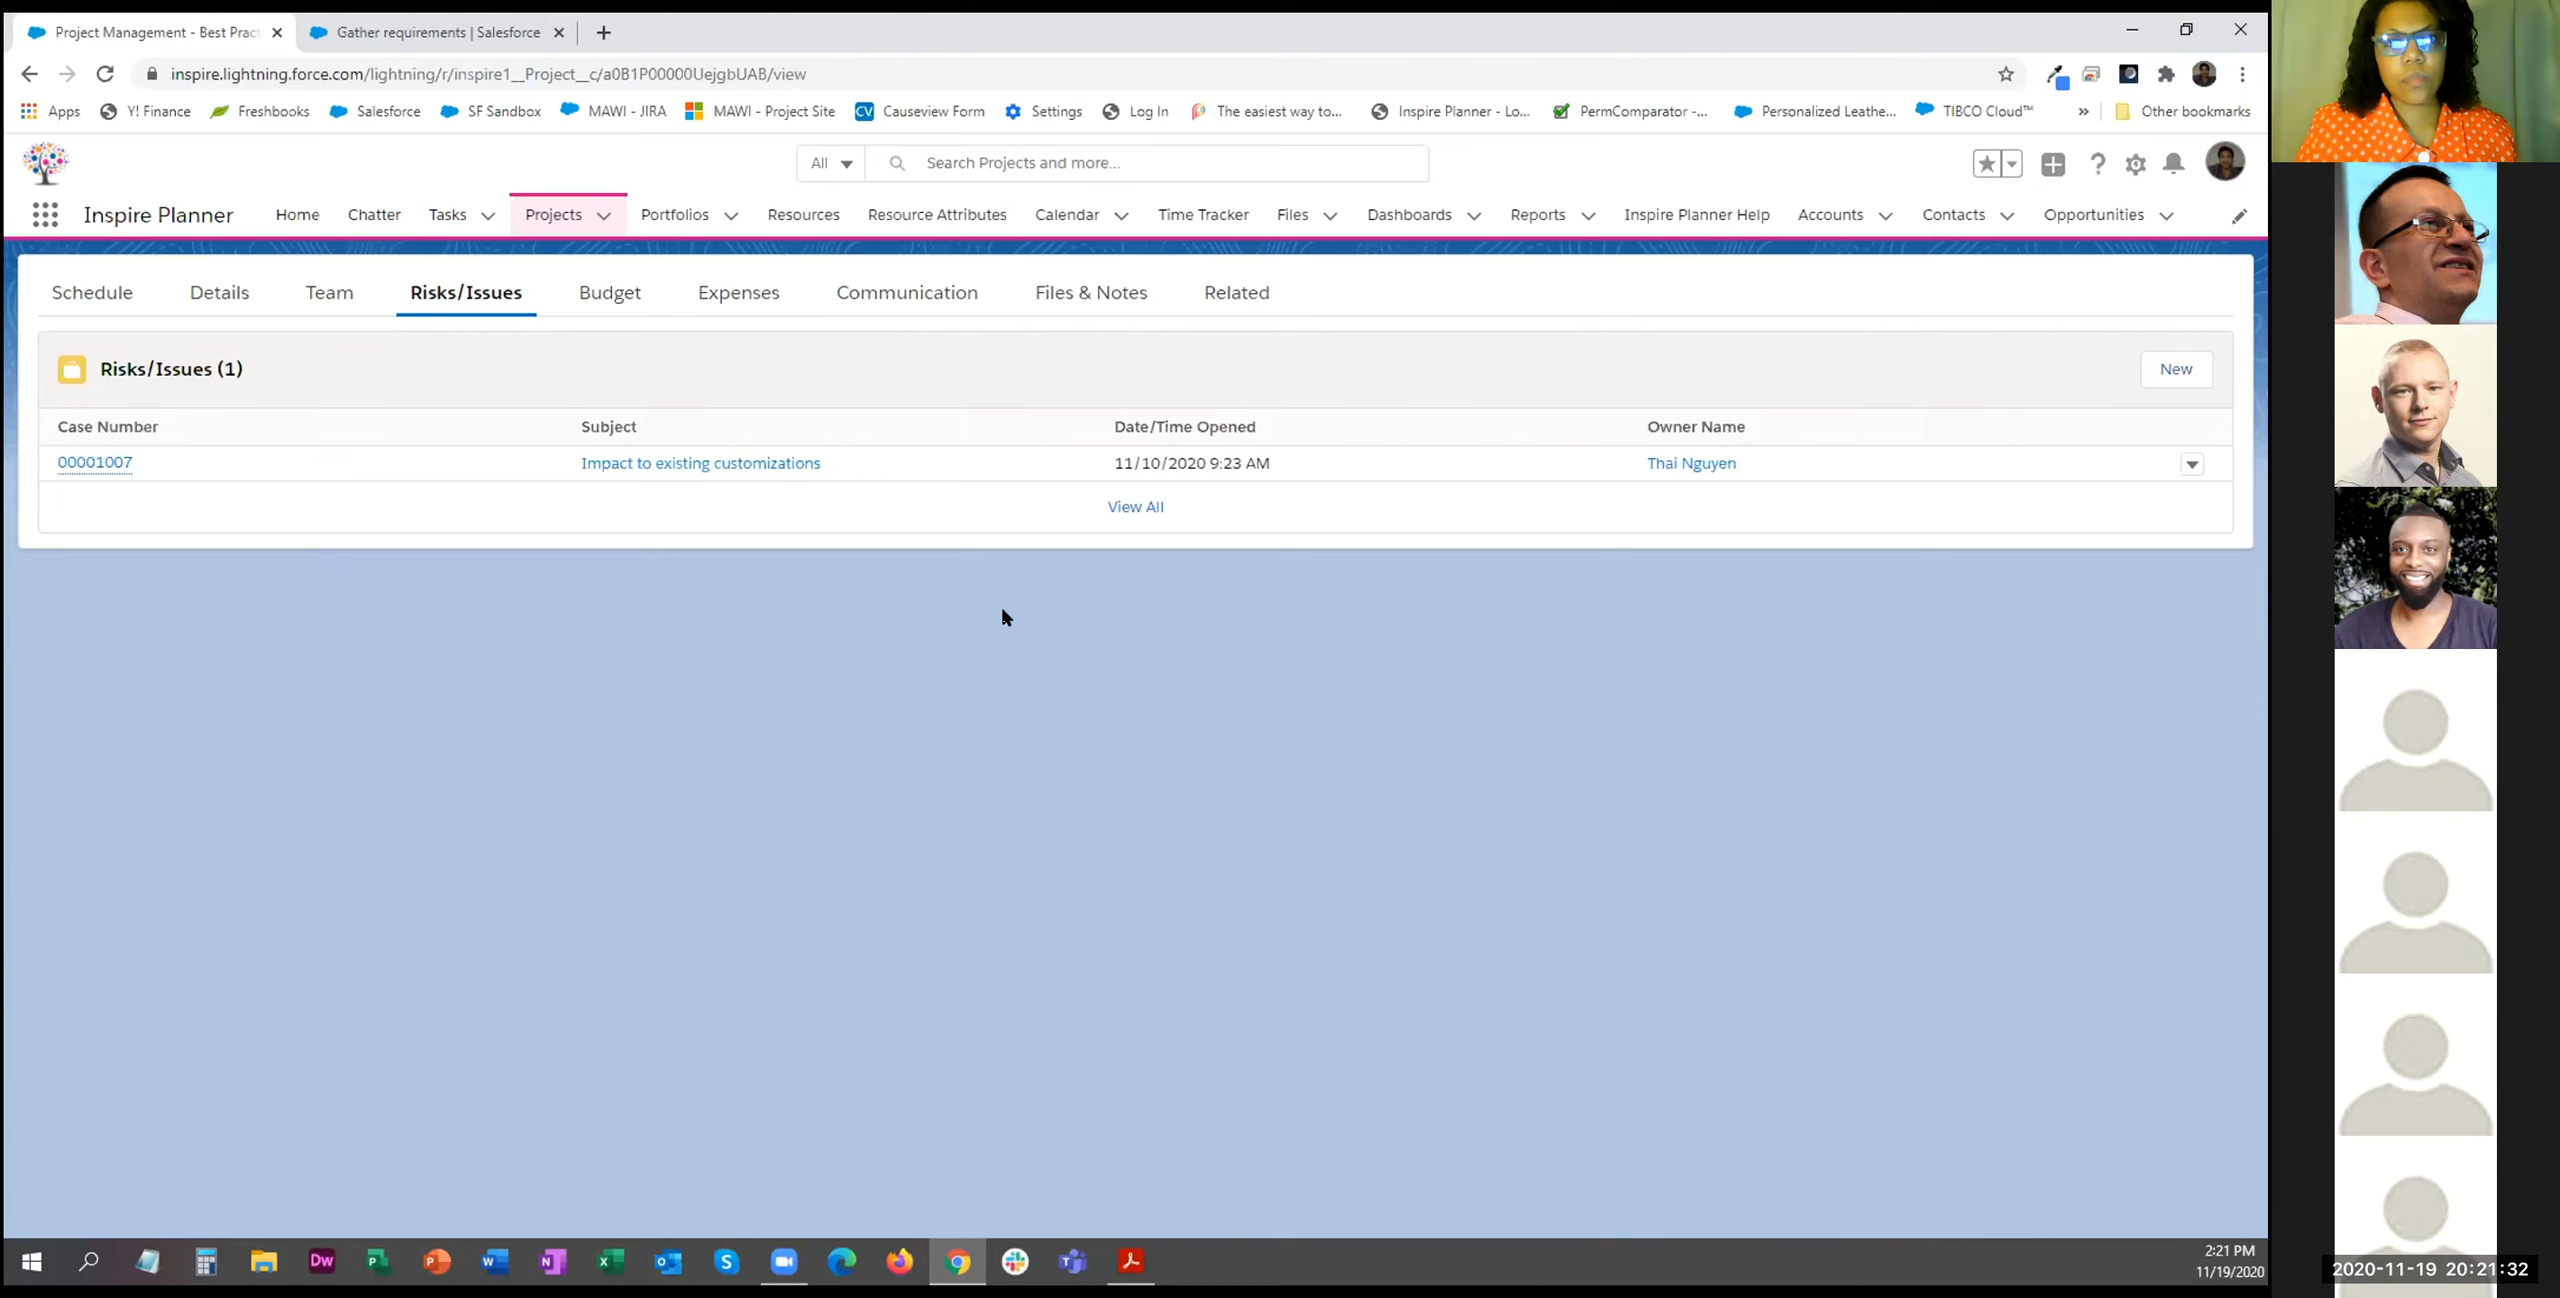 Project Management - Best Pract
Gather requirements | Salesforce
inspire.lightning.force.com/lightning/r/inspire1__Project__c/a0B1P00000UejgbUAB/view
Apps Y! Finance Freshbooks Salesforce SF Sandbox MAWI - JIRA MAWI - Project Site CV Causeview Form Settings Log In The easiest way to... Inspire Planner - Lo... PermComparator -... Personalized Leathe... TIBCO Cloud™ » Other bookmarks
All Search Projects and more...
Inspire Planner Home Chatter Tasks Projects Portfolios Resources Resource Attributes Calendar Time Tracker Files Dashboards Reports Inspire Planner Help Accounts Contacts Opportunities
Schedule Details Team Risks/Issues Budget Expenses Communication Files & Notes Related
Risks/Issues (1) New
Case Number Subject Date/Time Opened Owner Name
00001007 Impact to existing customizations 11/10/2020 9:23 AM Thai Nguyen
View All
2:21 PM
11/19/2020
2020-11-19 20:21:32